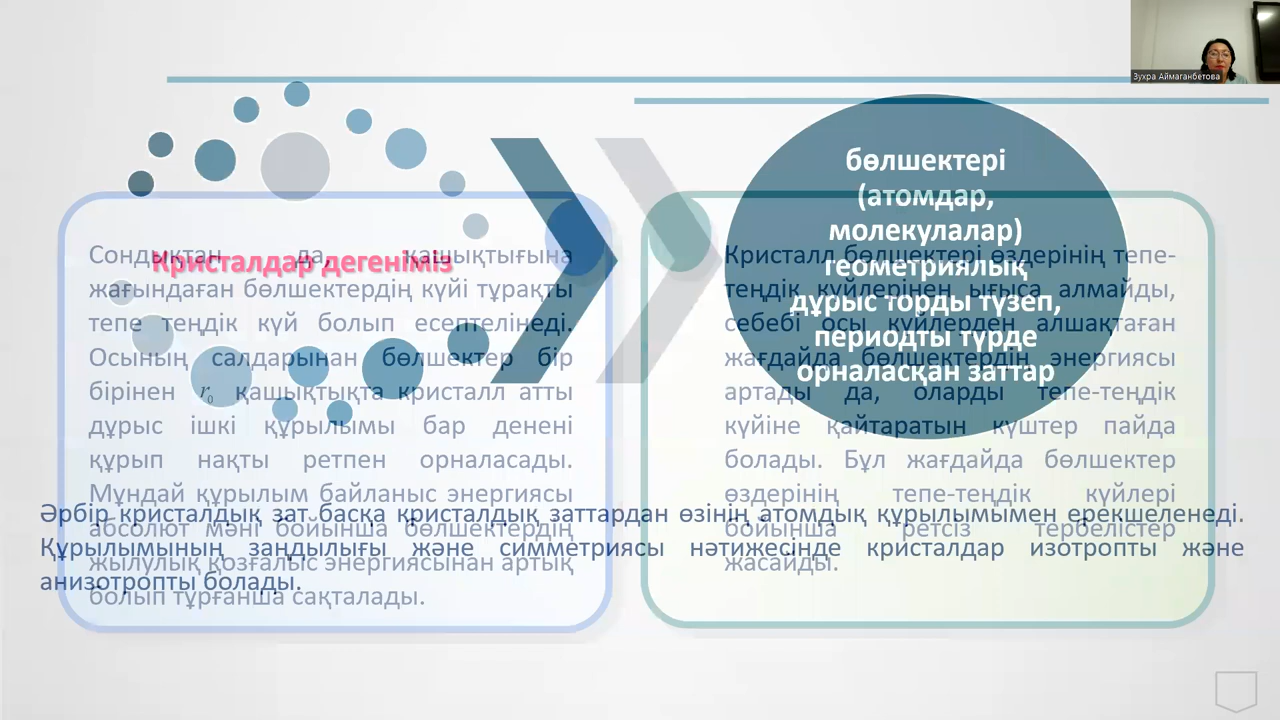 Зухра Аймаганбетова
Кристалдар дегеніміз
бөлшектері
(атомдар,
молекулалар)
геометриялық
дұрыс торды түзеп,
периодты түрде
орналасқан заттар
Сондықтан да, қашықтығына
жағындаған бөлшектердің күйі тұрақты
тепе теңдік күй болып есептелінеді.
Осының салдарынан бөлшектер бір
бірінен r₀ қашықтықта кристалл атты
дұрыс ішкі құрылымы бар денені
құрып нақты ретпен орналасады.
Мұндай құрылым байланыс энергиясы
абсолют мәні бойынша бөлшектердің
жылулық қозғалыс энергиясынан артық
болып тұрғанша сақталады.
Кристалл бөлшектері өздерінің тепе-
теңдік күйлерінен ығыса алмайды,
себебі осы күйлерден алшақтаған
жағдайда бөлшектердің энергиясы
артады да, оларды тепе-теңдік
күйіне қайтаратын күштер пайда
болады. Бұл жағдайда бөлшектер
өздерінің тепе-теңдік күйлері
бойынша ретсіз тербелістер
жасайды.
Әрбір кристалдық зат басқа кристалдық заттардан өзінің атомдық құрылымымен ерекшеленеді.
Құрылымының заңдылығы және симметриясы нәтижесінде кристалдар изотропты және
анизотропты болады.